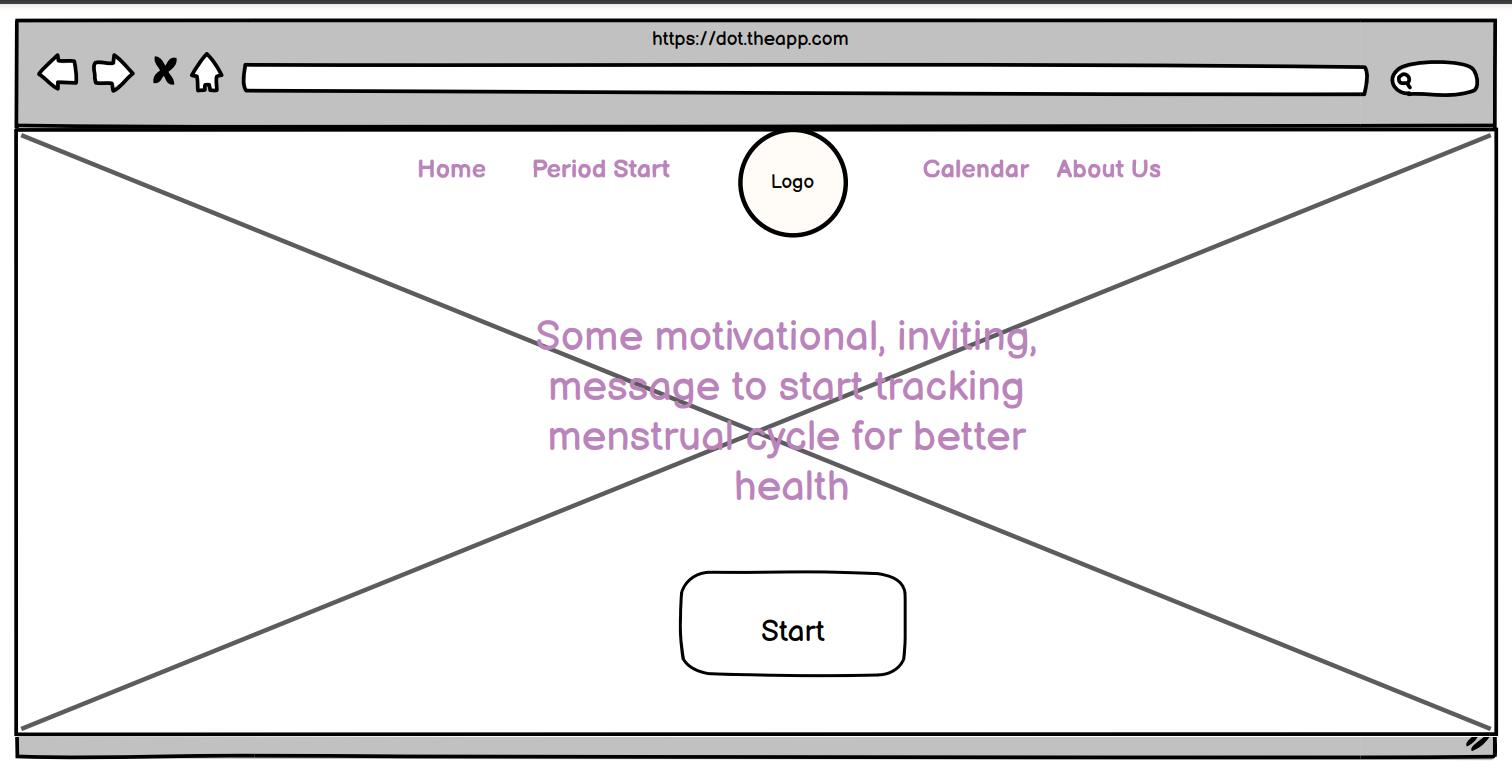 https://dot.theapp.com
Home Period Start Logo Calendar About Us
Some motivational, inviting,
message to start tracking
menstrual cycle for better
health
Start